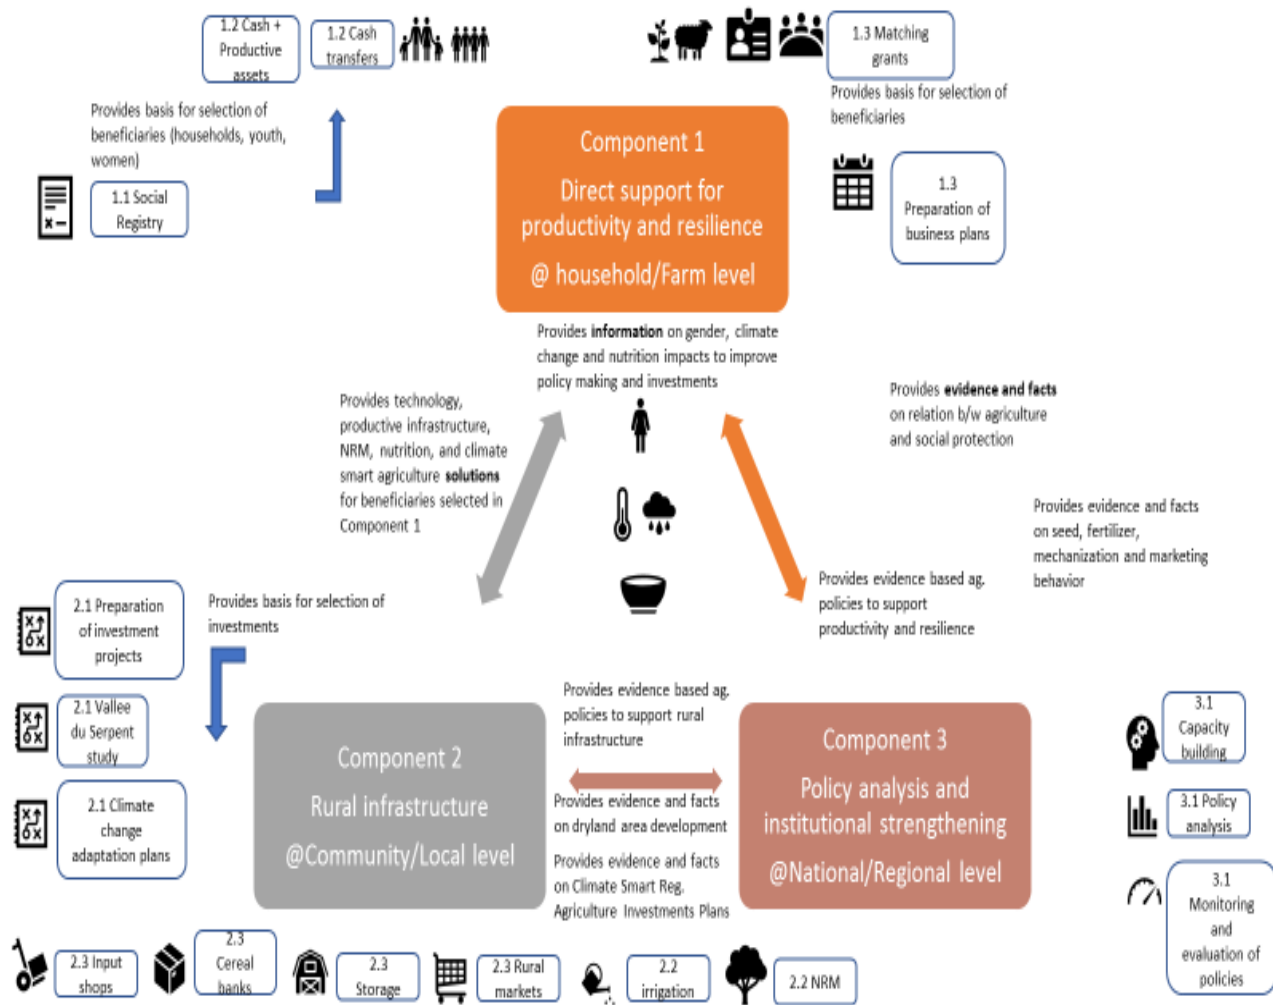 1.2 Cash +
Productive
assets
1.2 Cash
transfers
1.3 Matching
grants
Provides basis for selection of
beneficiaries (households, youth,
women)
Provides basis for selection of
beneficiaries
1.1 Social
Registry
1.3
Preparation of
business plans
Component 1
Direct support for
productivity and resilience
@ household/Farm level
Provides information on gender, climate
change and nutrition impacts to improve
policy making and investments
Provides technology,
productive infrastructure,
NRM, nutrition, and climate
smart agriculture solutions
for beneficiaries selected in
Component 1
Provides evidence and facts
on relation b/w agriculture
and social protection
Provides evidence and facts
on seed, fertilizer,
mechanization and marketing
behavior
Provides evidence based ag.
policies to support
productivity and resilience
2.1 Preparation
of investment
projects
Provides basis for selection of
investments
2.1 Vallee
du Serpent
study
2.1 Climate
change
adaptation plans
Component 2
Rural infrastructure
@Community/Local level
Provides evidence based ag.
policies to support rural
infrastructure
Provides evidence and facts
on dryland area development
Provides evidence and facts
on Climate Smart Reg.
Agriculture Investments Plans
Component 3
Policy analysis and
institutional strengthening
@National/Regional level
3.1
Capacity
building
3.1 Policy
analysis
3.1
Monitoring
and
evaluation of
policies
2.3 Input
shops
2.3
Cereal
banks
2.3
Storage
2.3 Rural
markets
2.2
irrigation
2.2 NRM